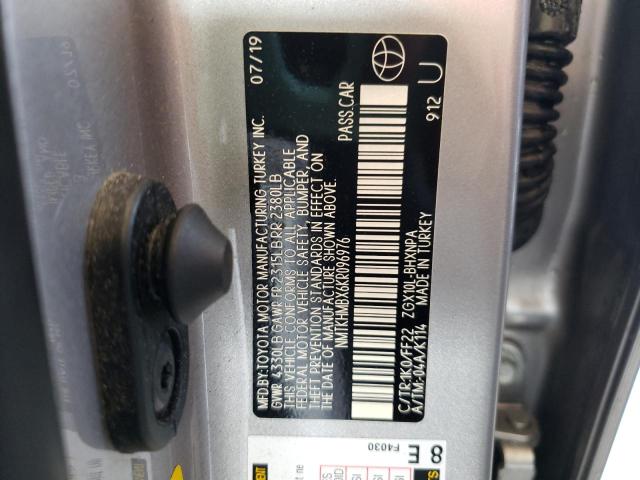 MFD.BY:TOYOTA MOTOR MANUFACTURING TURKEY INC. 07/19
GVWR 4330LB GAWR FR 2315LB RR 2380LB
THIS VEHICLE CONFORMS TO ALL APPLICABLE
FEDERAL MOTOR VEHICLE SAFETY, BUMPER, AND
THEFT PREVENTION STANDARDS IN EFFECT ON
THE DATE OF MANUFACTURE SHOWN ABOVE.
NMTKHMBX6KR096976 PASS.CAR
C/TR:1K0/FF22 ZGX10L-BHXNPA
A/TM:-04A/K114 MADE IN TURKEY
912 U
8E
F4030